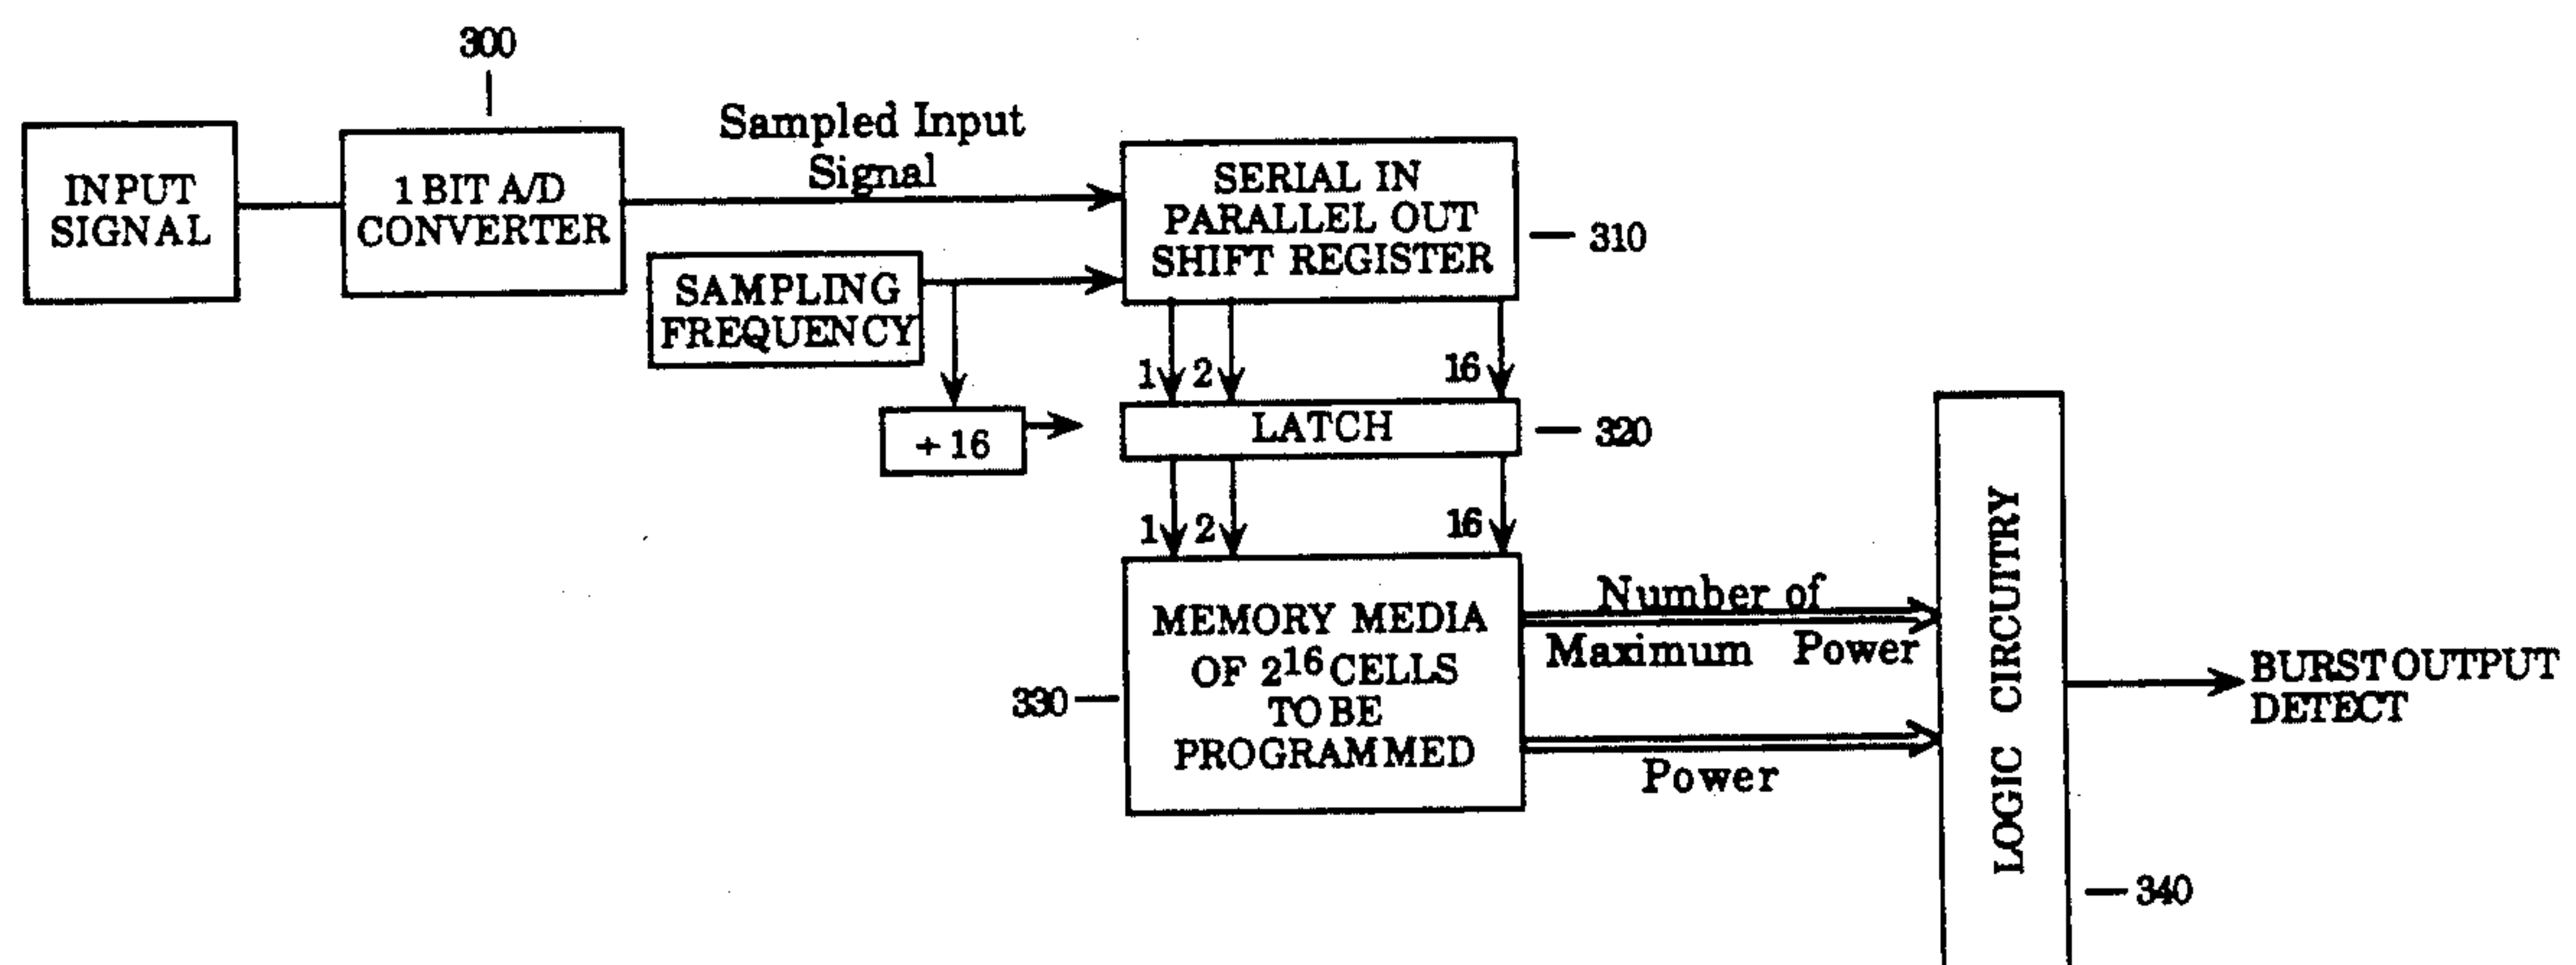 300
INPUT
SIGNAL
1 BIT A/D
CONVERTER
Sampled Input
Signal
SAMPLING
FREQUENCY
+ 16
SERIAL IN
PARALLEL OUT
SHIFT REGISTER
310
1 2 16
LATCH
320
1 2 16
MEMORY MEDIA
OF 2¹⁶ CELLS
TO BE
PROGRAMMED
330
Number of
Maximum Power
Power
LOGIC CIRCUITRY
340
BURST OUTPUT
DETECT